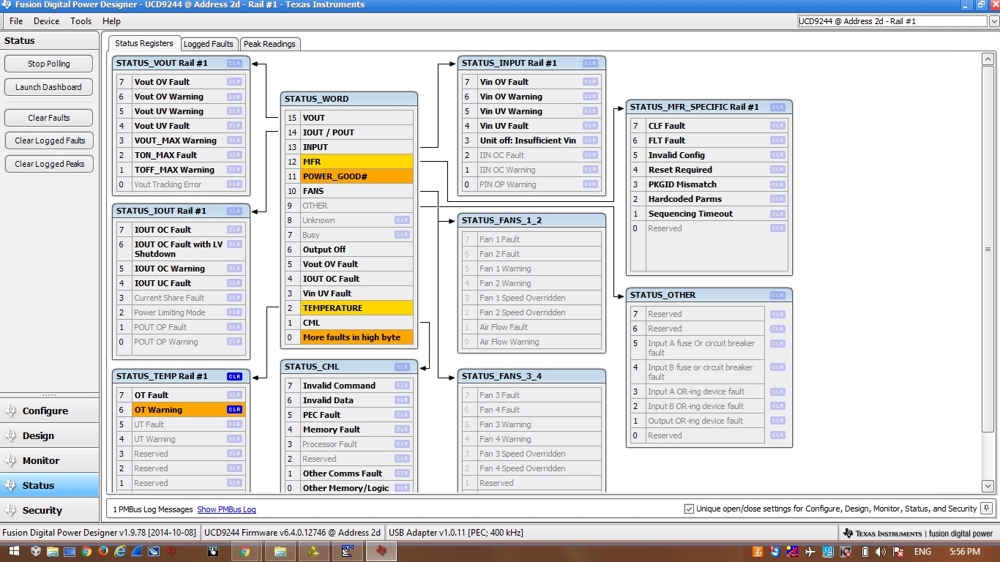 Fusion Digital Power Designer - UCD9244 @ Address 2d - Rail #1 - Texas Instruments
File Device Tools Help
UCD9244 @ Address 2d - Rail #1
Status
Stop Polling
Launch Dashboard
Clear Faults
Clear Logged Faults
Clear Logged Peaks
Configure
Design
Monitor
Status
Security
Status Registers Logged Faults Peak Readings
STATUS_VOUT Rail #1 CLR
7 Vout OV Fault CLR
6 Vout OV Warning CLR
5 Vout UV Warning CLR
4 Vout UV Fault CLR
3 VOUT_MAX Warning CLR
2 TON_MAX Fault CLR
1 TOFF_MAX Warning CLR
0 Vout Tracking Error CLR
STATUS_IOUT Rail #1 CLR
7 IOUT OC Fault CLR
6 IOUT OC Fault with LV CLR
Shutdown
5 IOUT OC Warning CLR
4 IOUT UC Fault CLR
3 Current Share Fault CLR
2 Power Limiting Mode CLR
1 POUT OP Fault CLR
0 POUT OP Warning CLR
STATUS_TEMP Rail #1 CLR
7 OT Fault CLR
6 OT Warning CLR
5 UT Fault CLR
4 UT Warning CLR
3 Reserved CLR
2 Reserved CLR
1 Reserved CLR
STATUS_WORD
15 VOUT
14 IOUT / POUT
13 INPUT
12 MFR
11 POWER_GOOD#
10 FANS
9 OTHER
8 Unknown CLR
7 Busy CLR
6 Output Off
5 Vout OV Fault
4 IOUT OC Fault
3 Vin UV Fault
2 TEMPERATURE
1 CML
0 More faults in high byte
STATUS_CML CLR
7 Invalid Command CLR
6 Invalid Data CLR
5 PEC Fault CLR
4 Memory Fault CLR
3 Processor Fault CLR
2 Reserved CLR
1 Other Comms Fault CLR
0 Other Memory/Logic CLR
STATUS_INPUT Rail #1 CLR
7 Vin OV Fault CLR
6 Vin OV Warning CLR
5 Vin UV Warning CLR
4 Vin UV Fault CLR
3 Unit off: Insufficient Vin CLR
2 IIN OC Fault CLR
1 IIN OC Warning CLR
0 PIN OP Warning CLR
STATUS_FANS_1_2
7 Fan 1 Fault
6 Fan 2 Fault
5 Fan 1 Warning
4 Fan 2 Warning
3 Fan 1 Speed Overridden
2 Fan 2 Speed Overridden
1 Air Flow Fault
0 Air Flow Warning
STATUS_FANS_3_4
7 Fan 3 Fault
6 Fan 4 Fault
5 Fan 3 Warning
4 Fan 4 Warning
3 Fan 3 Speed Overridden
2 Fan 4 Speed Overridden
1 Reserved
STATUS_MFR_SPECIFIC Rail #1 CLR
7 CLF Fault CLR
6 FLT Fault CLR
5 Invalid Config CLR
4 Reset Required CLR
3 PKGID Mismatch CLR
2 Hardcoded Parms CLR
1 Sequencing Timeout CLR
0 Reserved CLR
STATUS_OTHER CLR
7 Reserved CLR
6 Reserved CLR
5 Input A fuse Or circuit breaker CLR
fault
4 Input B fuse or circuit breaker CLR
fault
3 Input A OR-ing device fault CLR
2 Input B OR-ing device fault CLR
1 Output OR-ing device fault CLR
0 Reserved CLR
1 PMBus Log Messages Show PMBus Log
Unique open/close settings for Configure, Design, Monitor, Status, and Security
Fusion Digital Power Designer v1.9.78 [2014-10-08] UCD9244 Firmware v6.4.0.12746 @ Address 2d USB Adapter v1.0.11 [PEC; 400 kHz] TEXAS INSTRUMENTS | fusion digital power
ENG 5:56 PM